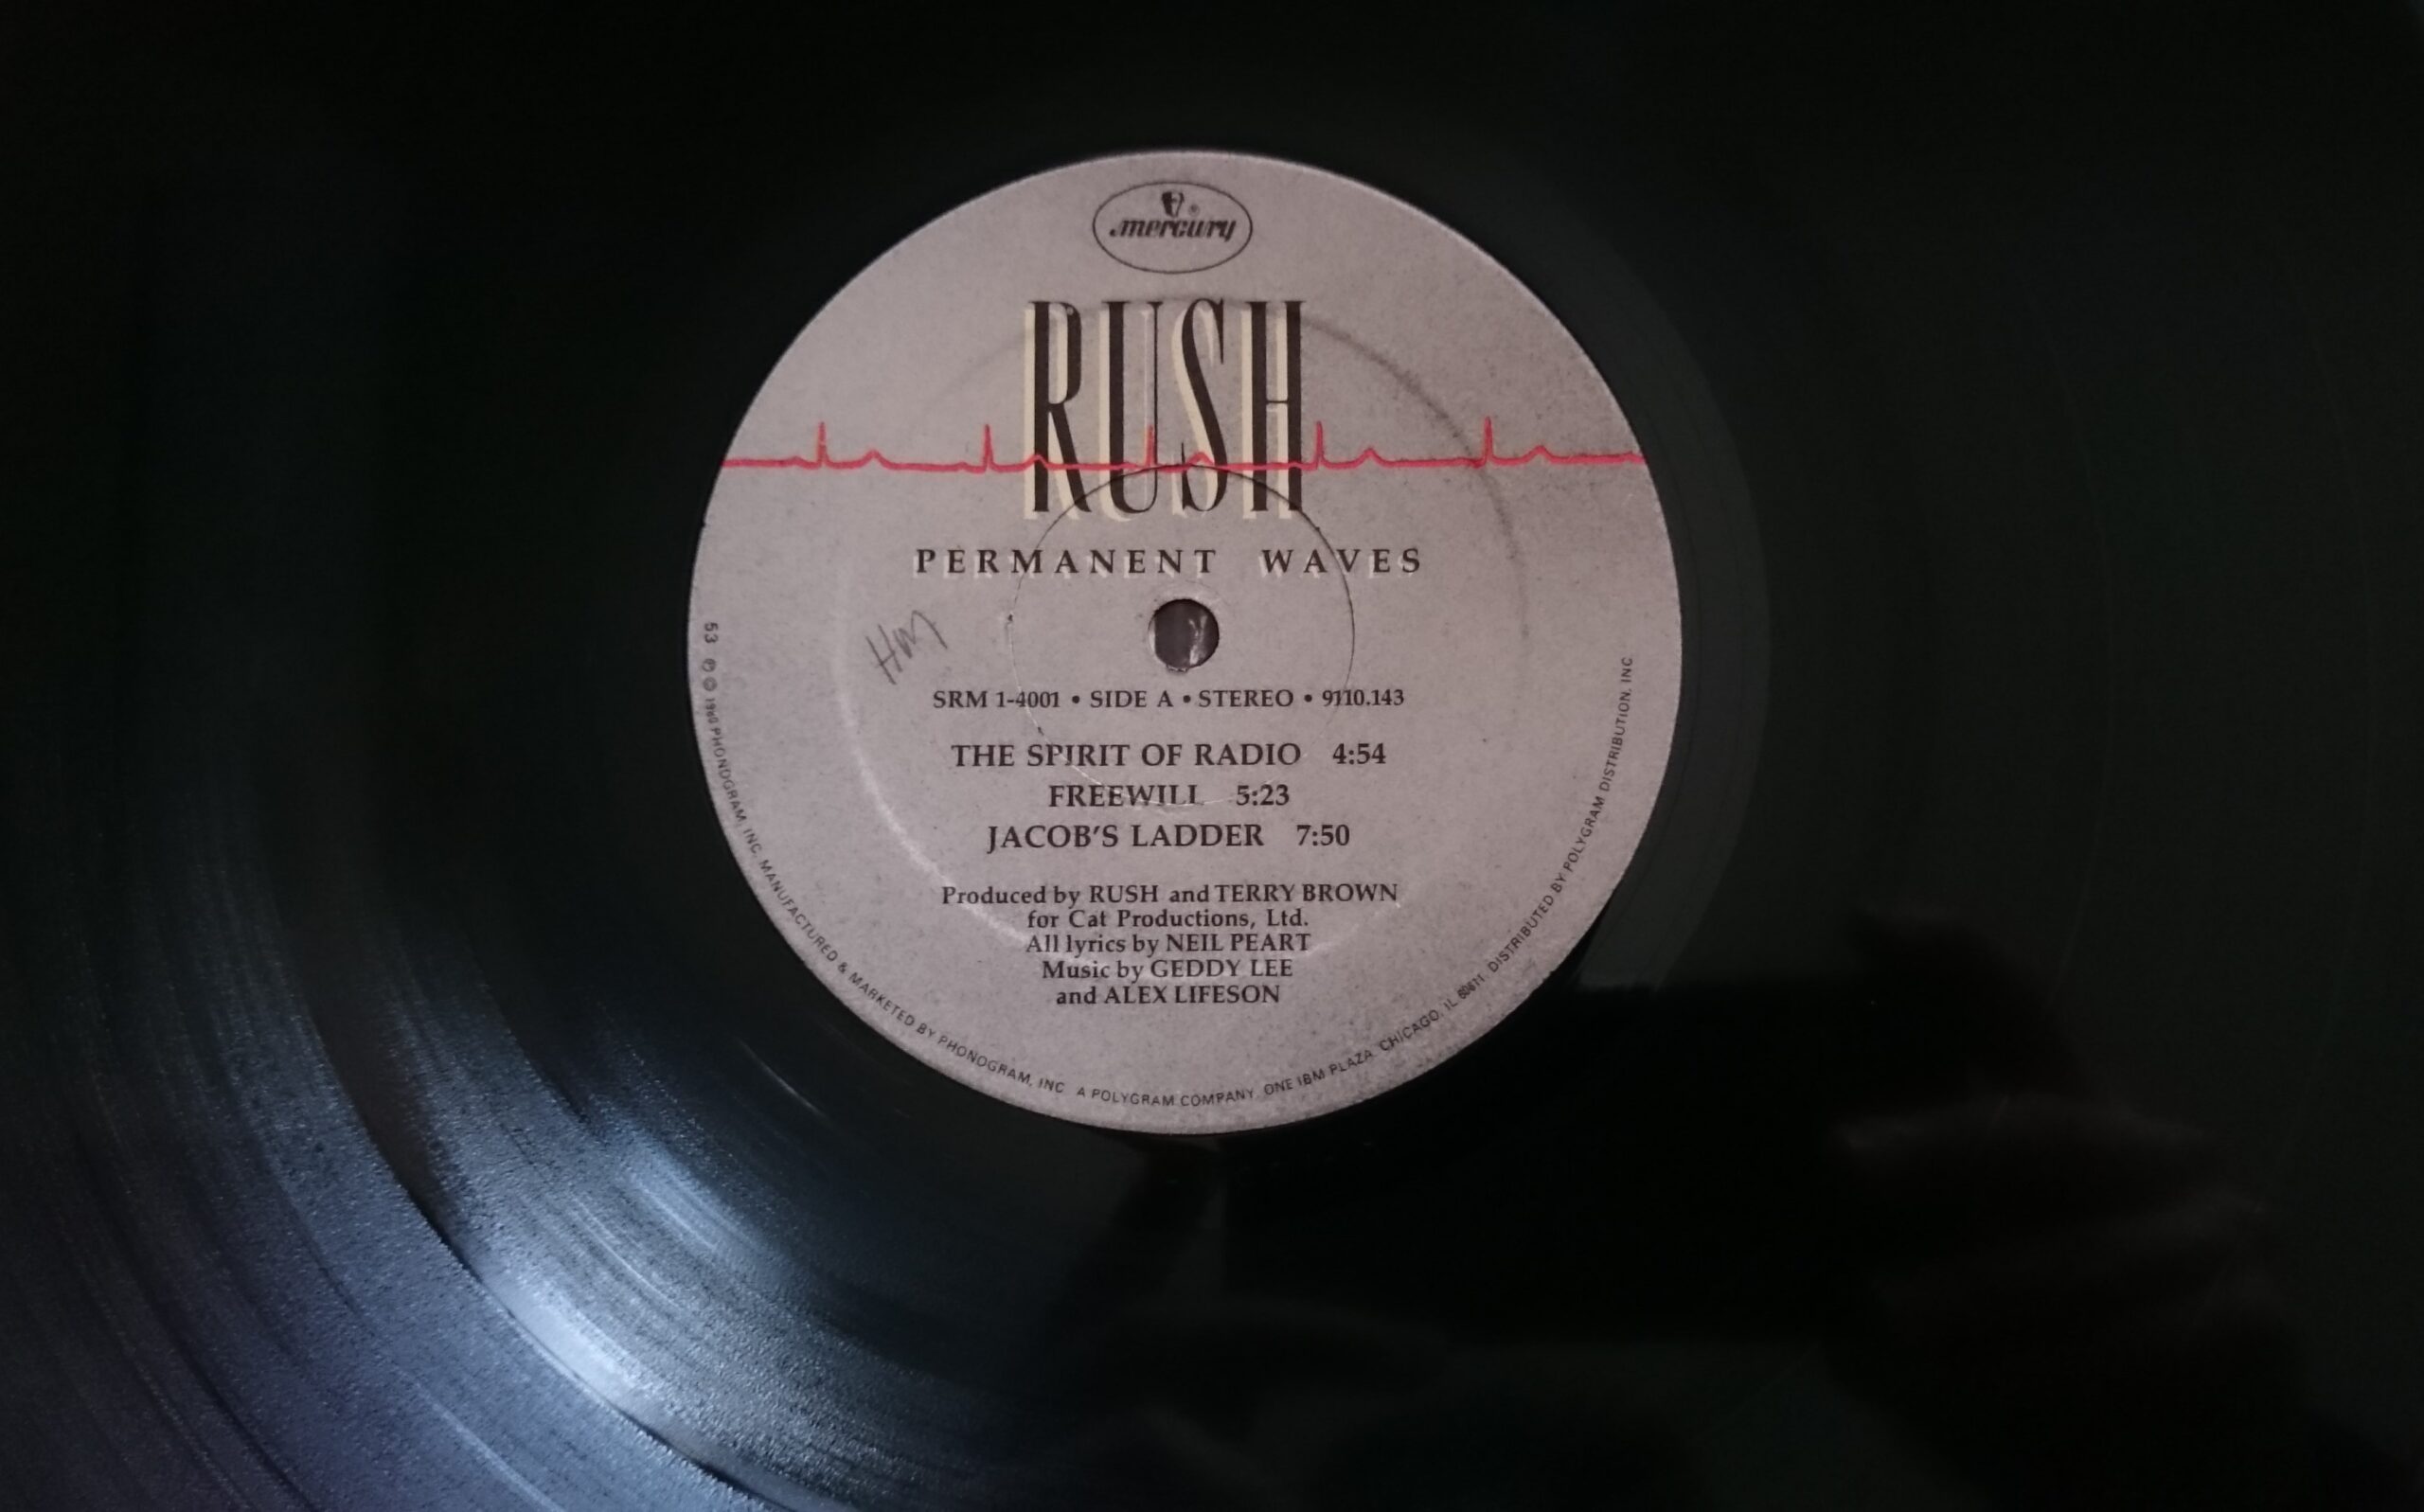 mercury ®
RUSH
PERMANENT WAVES
HM
SRM 1-4001 • SIDE A • STEREO • 9110.143
THE SPIRIT OF RADIO 4:54
FREEWILL 5:23
JACOB'S LADDER 7:50
Produced by RUSH and TERRY BROWN
for Cat Productions, Ltd.
All lyrics by NEIL PEART
Music by GEDDY LEE
and ALEX LIFESON
53 ℗ © 1980 PHONOGRAM, INC. MANUFACTURED & MARKETED BY PHONOGRAM, INC. A POLYGRAM COMPANY. ONE IBM PLAZA. CHICAGO, IL. 60611. DISTRIBUTED BY POLYGRAM DISTRIBUTION, INC